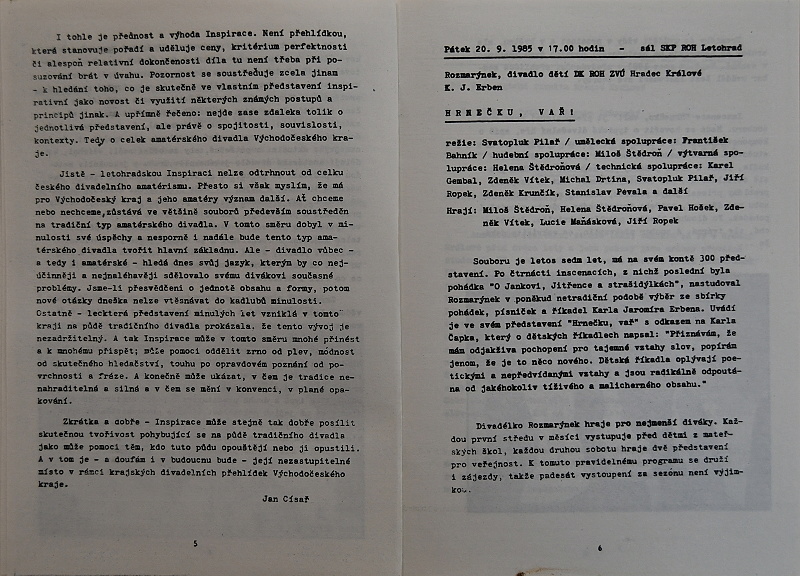 I tohle je přednost a výhoda Inspirace. Není přehlídkou,
která stanovuje pořadí a uděluje ceny, kritérium perfektnosti
či alespoň relativní dokončenosti díla tu není třeba při po-
suzování brát v úvahu. Pozornost se soustřeďuje zcela jinam
- k hledání toho, co je skutečně ve vlastním představení inspi-
rativní jako novost či využití některých známých postupů a
principů jinak. A upřímně řečeno: nejde zase zdaleka tolik o
jednotlivá představení, ale právě o spojitosti, souvislosti,
kontexty. Tedy o celek amatérského divadla Východočeského kra-
je.
Jistě - letohradskou Inspiraci nelze odtrhnout od celku
českého divadelního amatérismu. Přesto si však myslím, že má
pro Východočeský kraj a jeho amatéry význam další. Ať chceme
nebo nechceme,zůstává ve většině souborů především soustředěn
na tradiční typ amatérského divadla. V tomto směru dobyl v mi-
nulosti své úspěchy a nesporně i nadále bude tento typ ama-
térského divadla tvořit hlavní základnu. Ale - divadlo vůbec -
a tedy i amatérské - hledá dnes svůj jazyk, kterým by co nej-
účinněji a nejnaléhavěji sdělovalo svému divákovi současné
problémy. Jsme-li přesvědčeni o jednotě obsahu a formy, potom
nové otázky dneška nelze vtěsnávat do kadlubů minulosti.
Ostatně - leckterá představení minulých let vzniklá v tomto
kraji na půdě tradičního divadla prokázala. že tento vývoj je
nezadržitelný. A tak Inspirace může v tomto směru mnohé přinést
a k mnohému přispět; může pomoci oddělit zrno od plev, módnost
od skutečného hledačství, touhu po opravdovém poznání od po-
vrchnosti a fráze. A konečně může ukázat, v čem je tradice ne-
nahraditelná a silná a v čem se mění v konvenci, v plané opa-
kování.
Zkrátka a dobře - Inspirace může stejně tak dobře posílit
skutečnou tvořivost pohybující se na půdě tradičního divadla
jako může pomoci těm, kdo tuto půdu opouštějí nebo ji opustili.
A v tom je - a doufám i v budoucnu bude - její nezastupitelné
místo v rámci krajských divadelních přehlídek Východočeského
kraje.
Jan Císař
5
Pátek 20. 9. 1985 v 17.00 hodin - sál SKP ROH Letohrad
Rozmarýnek, divadlo dětí DK ROH ZVÚ Hradec Králové
K. J. Erben
HRNEČKU, VAŘ!
režie: Svatopluk Pilař / umělecká spolupráce: František
Bahník / hudební spolupráce: Miloš Štědroň / výtvarná spo-
lupráce: Helena Štědroňová / technická spolupráce: Karel
Gembal, Zdeněk Vítek, Michal Drtina, Svatopluk Pilař, Jiří
Ropek, Zdeněk Krunčík, Stanislav Pevala a další
Hrají: Miloš Štědroň, Helena Štědroňová, Pavel Hošek, Zde-
něk Vítek, Lucie Maňásková, Jiří Ropek
Souboru je letos sedm let, má na svém kontě 300 před-
stavení. Po čtrnácti inscenacích, z nichž poslední byla
pohádka "O Jankovi, Jitřence a strašidýlkách", nastudoval
Rozmarýnek v poněkud netradiční podobě výběr ze sbírky
pohádek, písniček a říkadel Karla Jaromíra Erbena. Uvádí
je ve svém představení "Hrnečku, vař" s odkazem na Karla
Čapka, který o dětských říkadlech napsal: "Přiznávám, že
mám odjakživa pochopení pro tajemné vztahy slov, popírám
jenom, že je to něco nového. Dětská říkadla oplývají poe-
tickými a nepředvídanými vztahy a jsou radikálně odpoutá-
na od jakéhokoliv tíživého a malicherného obsahu."
Divadélko Rozmarýnek hraje pro nejmenší diváky. Kaž-
dou první středu v měsíci vystupuje před dětmi z mateř-
ských škol, každou druhou sobotu hraje dvě představení
pro veřejnost. K tomuto pravidelnému programu se druží
i zájezdy, takže padesát vystoupení za sezonu není výjim-
kou.
6